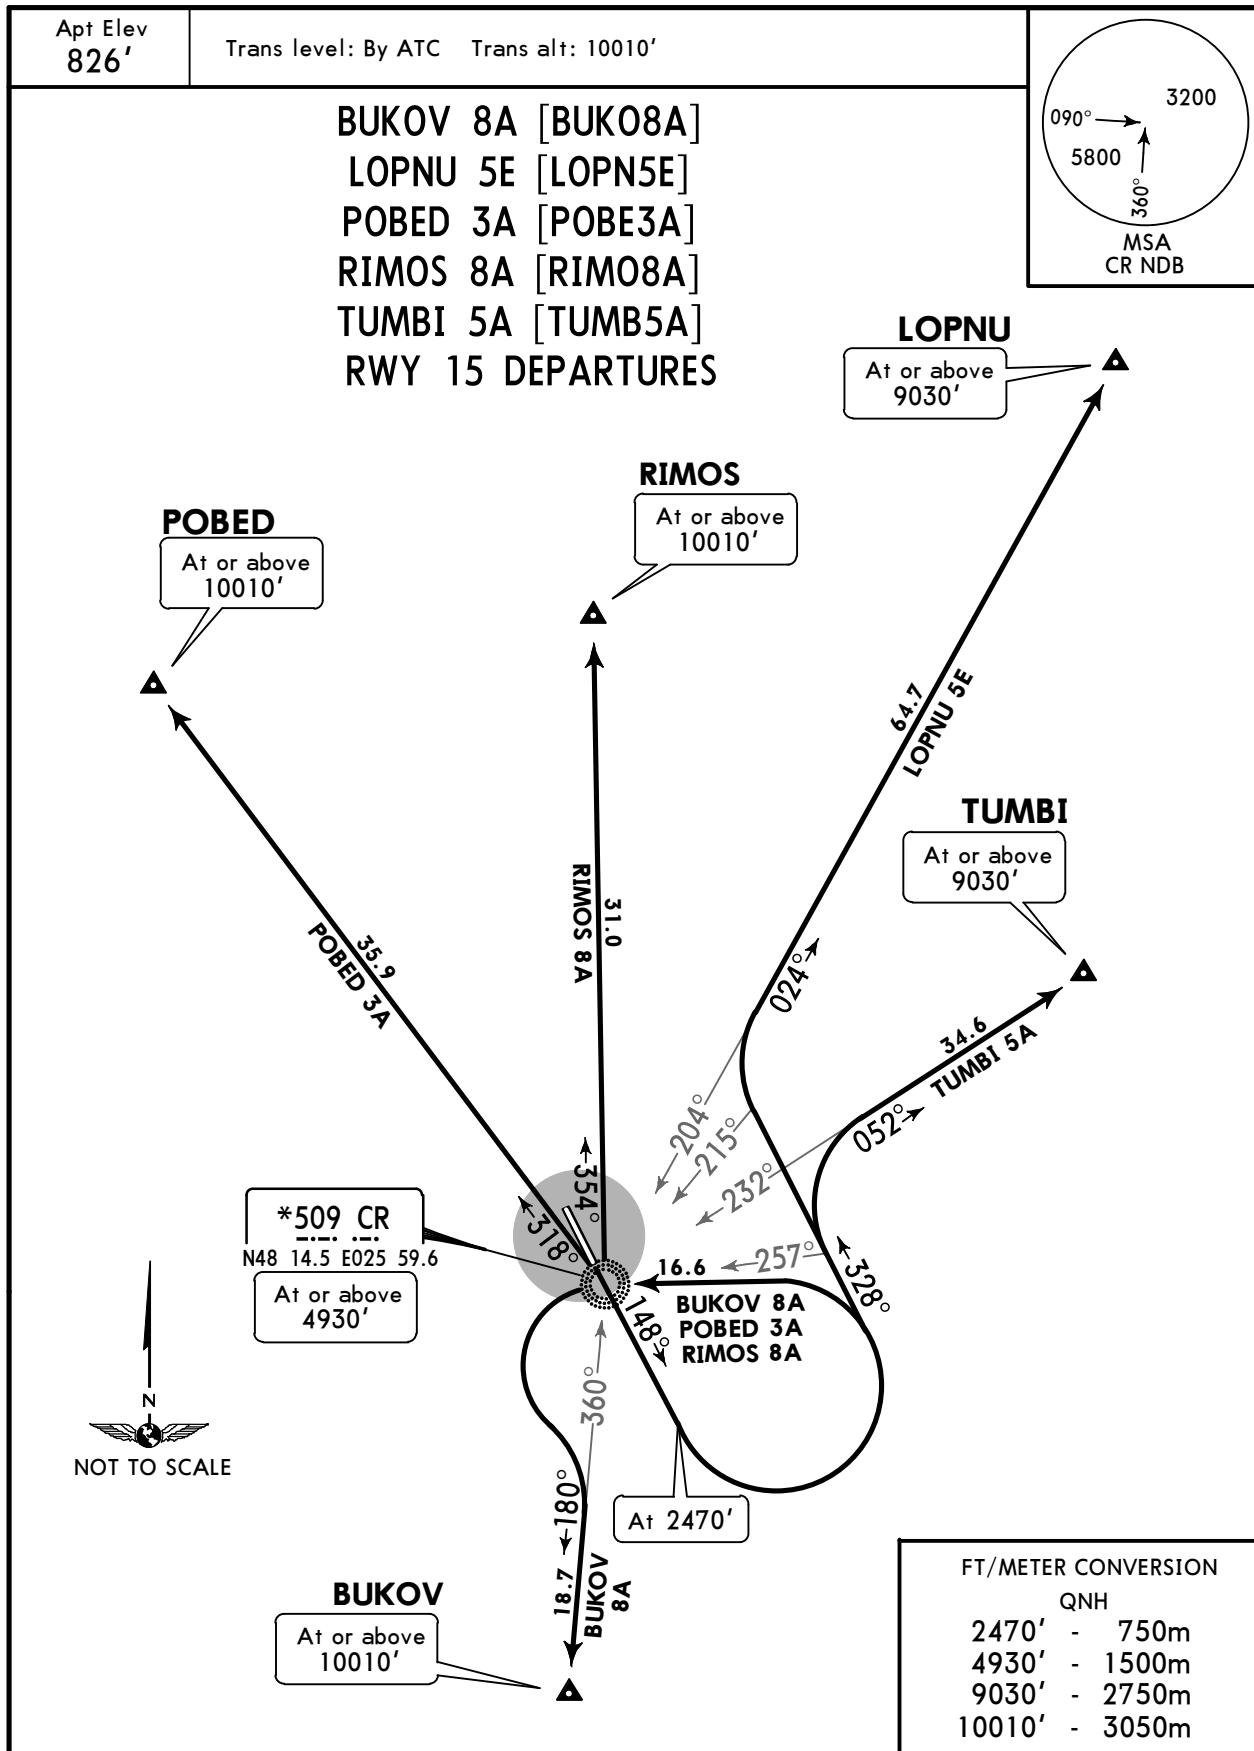 Apt Elev
826'
Trans level: By ATC Trans alt: 10010'
3200
090°
5800
360°
MSA
CR NDB
BUKOV 8A [BUKO8A]
LOPNU 5E [LOPN5E]
POBED 3A [POBE3A]
RIMOS 8A [RIMO8A]
TUMBI 5A [TUMB5A]
RWY 15 DEPARTURES
LOPNU
At or above
9030'
RIMOS
At or above
10010'
POBED
At or above
10010'
64.7
LOPNU 5E
TUMBI
At or above
9030'
31.0
RIMOS 8A
35.9
POBED 3A
024°
34.6
TUMBI 5A
052°
204°
215°
232°
354°
318°
*509 CR
N48 14.5 E025 59.6
At or above
4930'
257°
16.6
BUKOV 8A
POBED 3A
RIMOS 8A
328°
148°
360°
N
NOT TO SCALE
180°
At 2470'
18.7
BUKOV
8A
BUKOV
At or above
10010'
FT/METER CONVERSION
QNH
2470' - 750m
4930' - 1500m
9030' - 2750m
10010' - 3050m